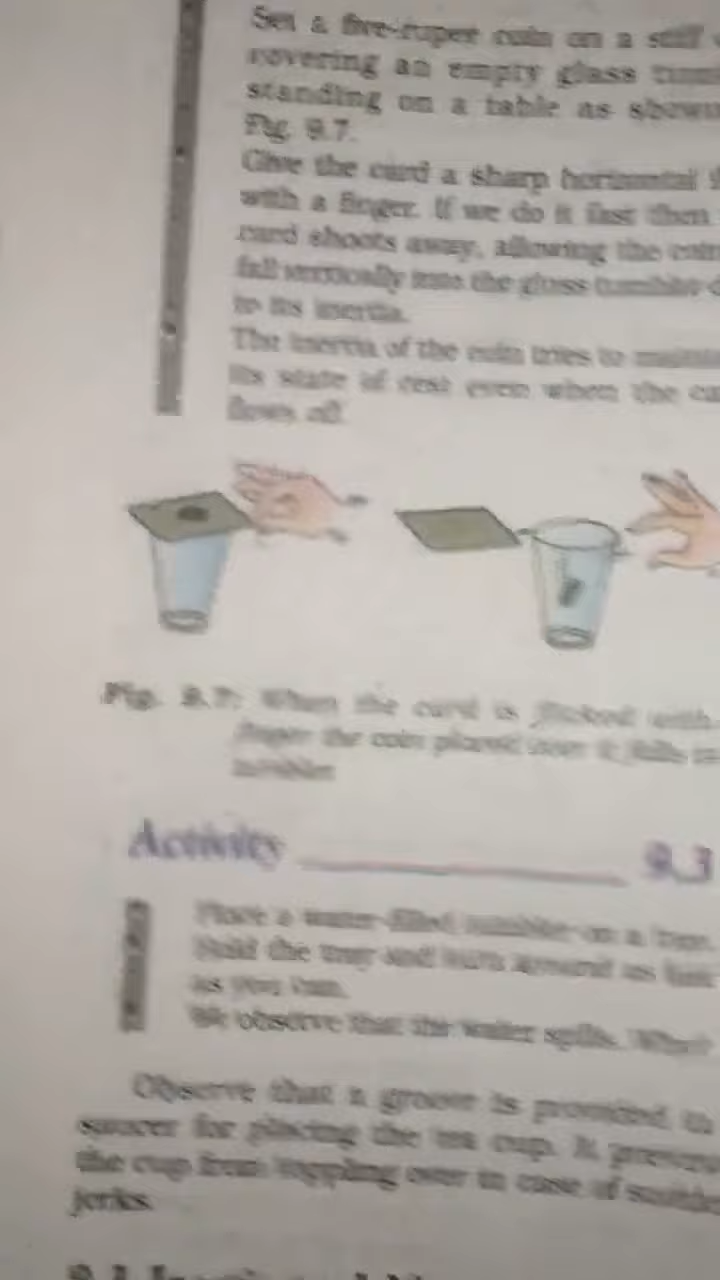 Set a five-rupee coin on a stiff
covering an empty glass
standing on a table as shown
Fig. 9.7.
Give the card a sharp horizontal
with a finger. If we do it fast then
card shoots away, allowing the coin
fall vertically into the glass tumbler
to its inertia.
The inertia of the coin tries to
its state of rest even when the
flows off.
Fig. 9.7: When the card is flicked with
finger the coin placed over it falls in
tumbler.
Activity 9.3
Place a water-filled tumbler on a tray.
Hold the tray and turn around as fast
as you can.
We observe that the water spills. Why?
Observe that a groove is provided in
saucer for placing the tea cup. It
the cup from toppling over in case of
jerks.